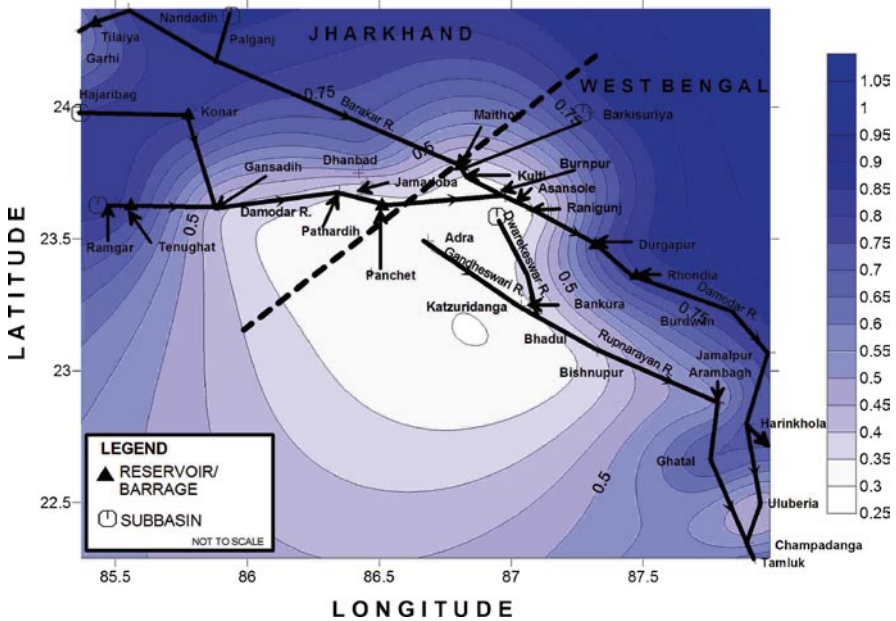 JHARKHAND
WEST BENGAL
Nandadih
Tilaiya
Palganj
Garhi
Hajaribag
Konar
0.75
Barakar R.
0.5
Maithon
0.75
Barkisuriya
Gansadih
Dhanbad
Jamadoba
Kulti
Burnpur
Asansole
Ranigunj
0.5
Damodar R.
Pathardih
Ramgar
Tenughat
Panchet
Adra
Gandheswari R.
Dwarekeswar R.
Durgapur
Rhondia
Damodar R.
0.75
Burdwan
0.5
Katzuridanga
Bankura
Bhadul
Rupnarayan R.
Bishnupur
Jamalpur
Arambagh
Harinkhola
Ghatal
0.5
Uluberia
Champadanga
Tamluk
LEGEND
RESERVOIR/
BARRAGE
SUBBASIN
NOT TO SCALE
LATITUDE
24
23.5
23
22.5
85.5
86
86.5
87
87.5
LONGITUDE
1.05
1
0.95
0.9
0.85
0.8
0.75
0.7
0.65
0.6
0.55
0.5
0.45
0.4
0.35
0.3
0.25